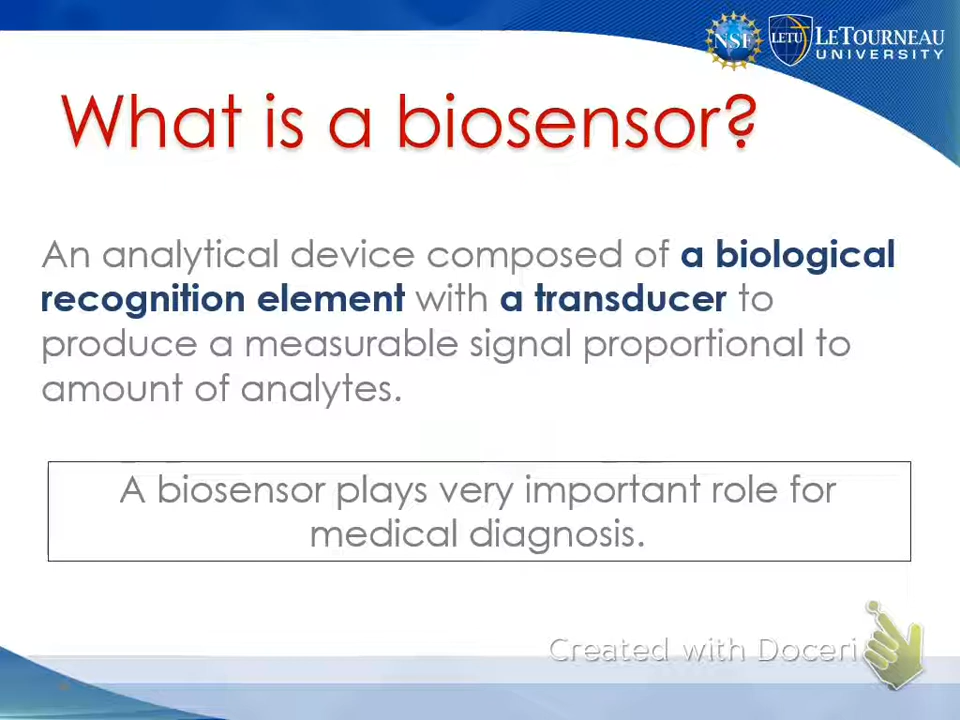 NSF LETU LETOURNEAU
UNIVERSITY
What is a biosensor?
An analytical device composed of a biological
recognition element with a transducer to
produce a measurable signal proportional to
amount of analytes.
A biosensor plays very important role for
medical diagnosis.
Created with Doceri